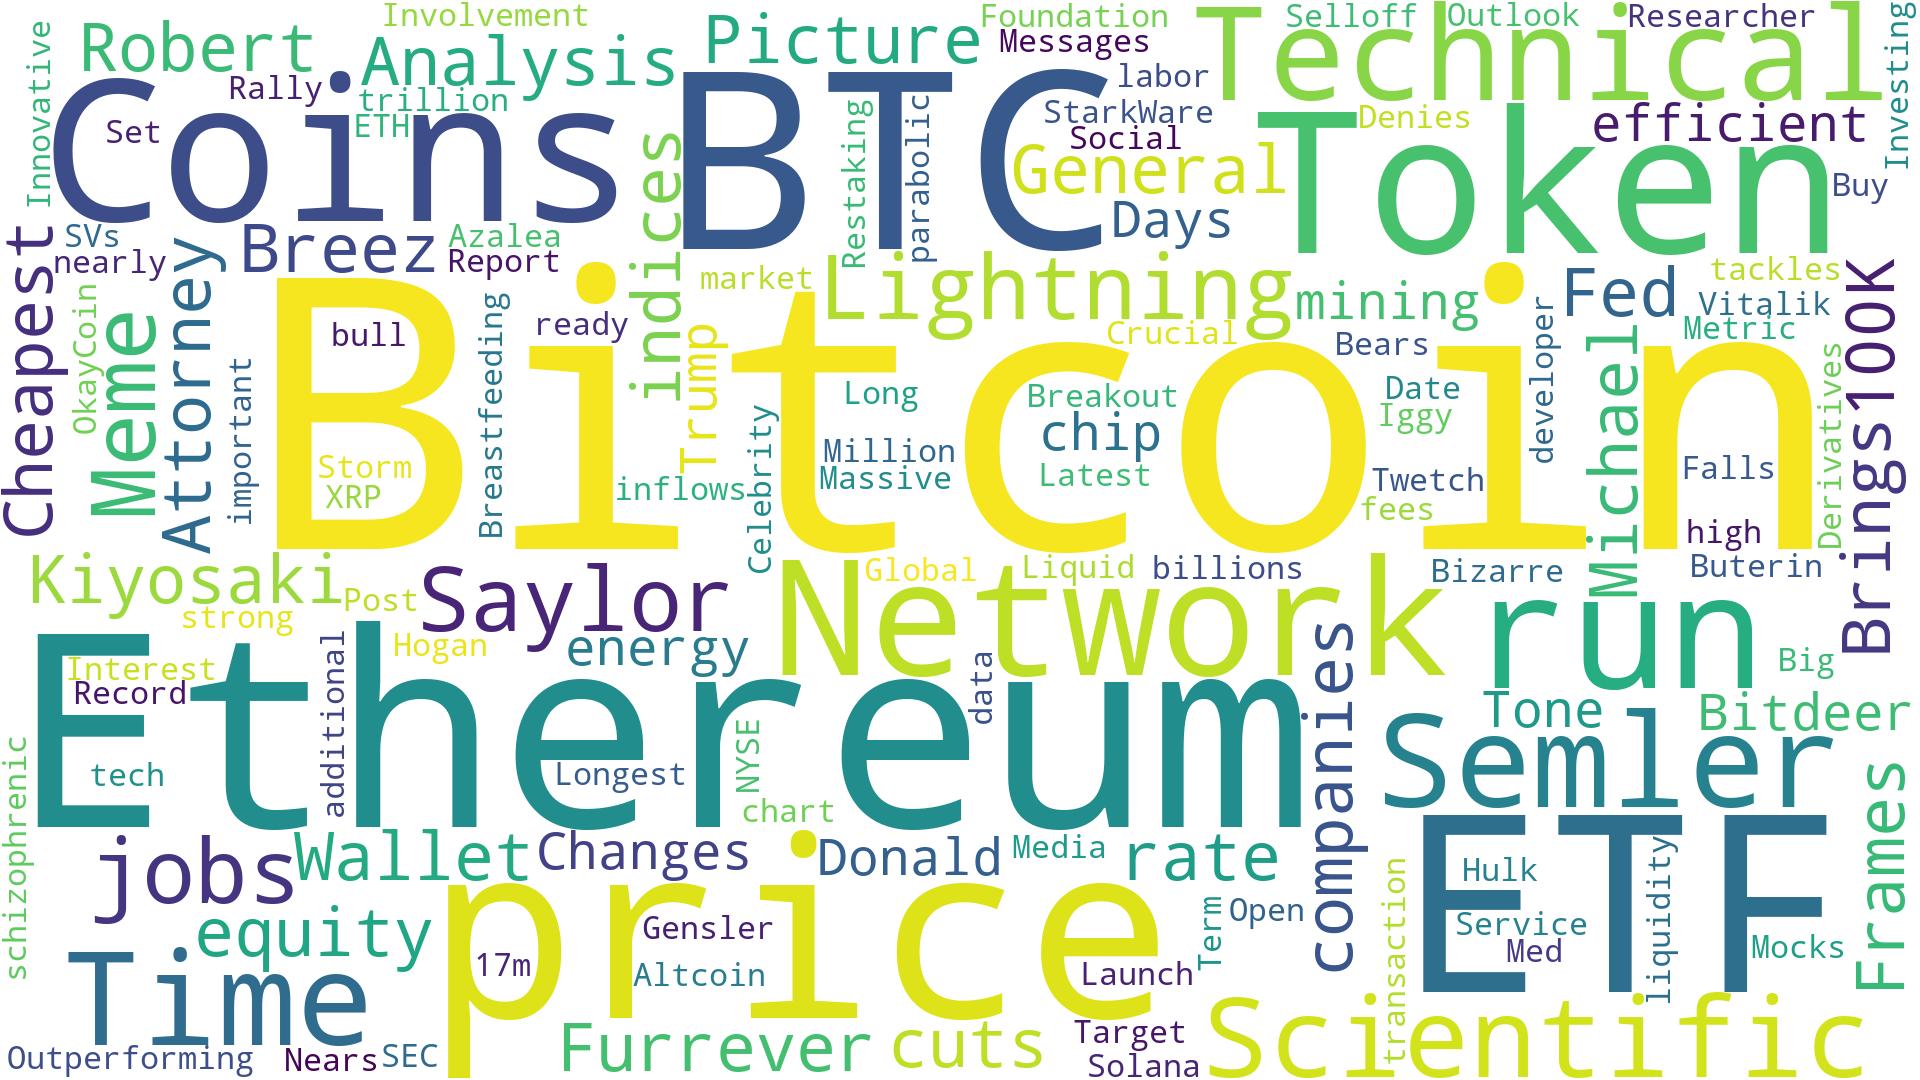 Involvement
Foundation
Selloff
Outlook
Researcher
Innovative
Robert
Analysis
Picture
Messages
Technical
Investing
Coins
Rally
trillion
ETH
Set
BTC
labor
StarkWare
Social
General
Days
Restaking
parabolic
Token
Denies
efficient
Buy
Cheapest
SVs
nearly
Attorney
Breez
Azalea
Report
indices
market
Lightning
mining
Fed
tackles
Vitalik
Metric
Brings100K
Meme
OkayCoin
important
Bitcoin
bull
Storm
XRP
Breastfeeding
ready
inflows
Trump
Celebrity
Long
Million
Massive
Crucial
Breakout
chip
Latest
Bears
Date
Iggy
Twetch
fees
developer
Michael
Falls
high
Derivatives
Kiyosaki
Post
strong
Saylor
Hogan
energy
Network
Global
Liquid
billions
Bizarre
Buterin
run
Big
Interest
Record
Ethereum
tech
additional
Longest
NYSE
chart
data
companies
Tone
Bitdeer
Semler
schizophrenic
jobs
Wallet
Changes
Donald
Media
rate
Frames
equity
Time
price
17m
Gensler
Altcoin
Launch
Term
Open
ETF
Hulk
Service
Med
liquidity
Mocks
transaction
Outperforming
Nears
SEC
Furrever
cuts
Target
Solana
Scientific